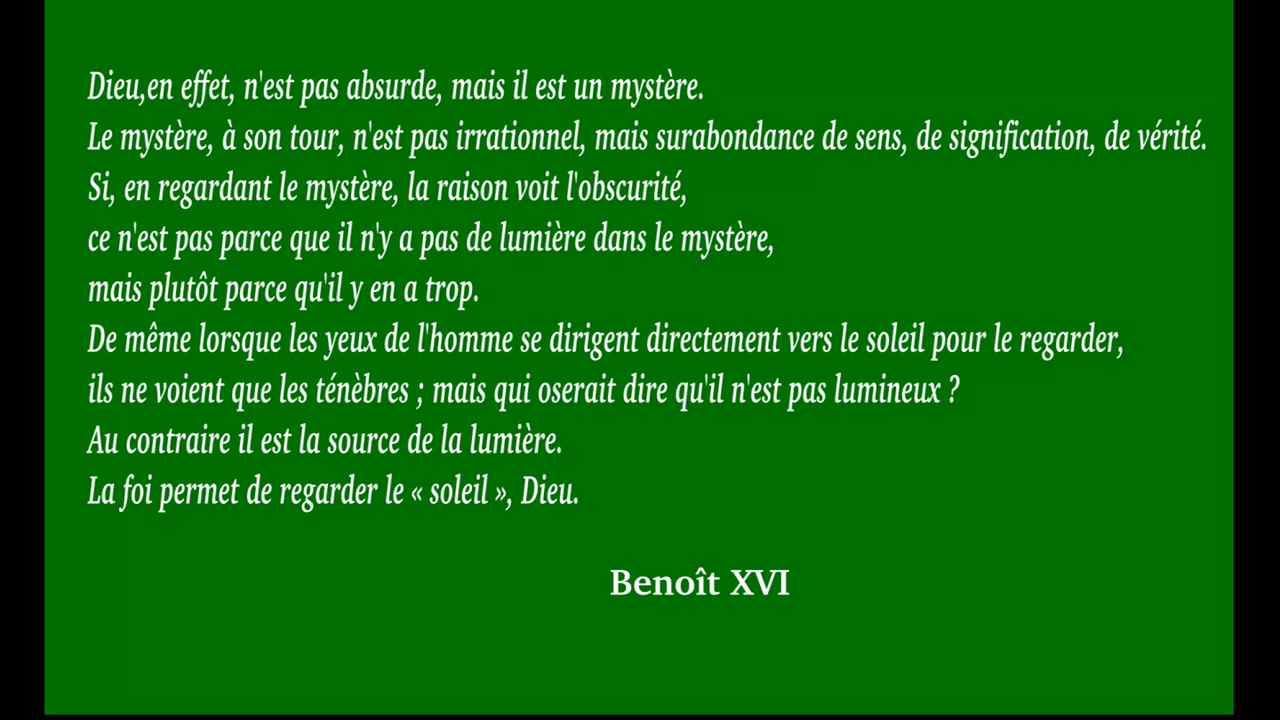 Dieu,en effet, n'est pas absurde, mais il est un mystère.
Le mystère, à son tour, n'est pas irrationnel, mais surabondance de sens, de signification, de vérité.
Si, en regardant le mystère, la raison voit l'obscurité,
ce n'est pas parce que il n'y a pas de lumière dans le mystère,
mais plutôt parce qu'il y en a trop.
De même lorsque les yeux de l'homme se dirigent directement vers le soleil pour le regarder,
ils ne voient que les ténèbres ; mais qui oserait dire qu'il n'est pas lumineux ?
Au contraire il est la source de la lumière.
La foi permet de regarder le « soleil », Dieu.
Benoît XVI